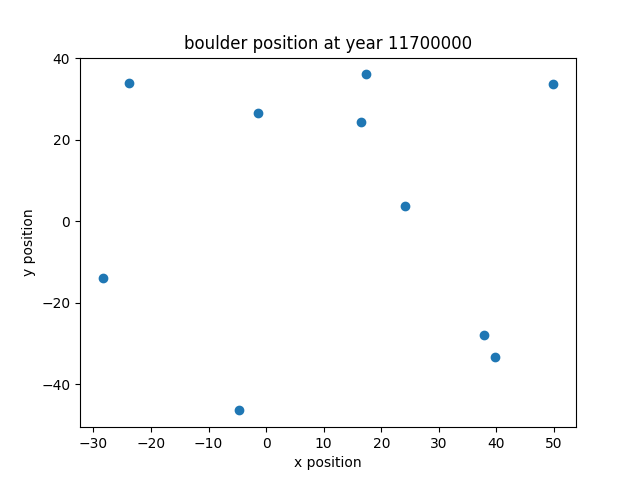 boulder position at year 11700000
40
20
0
−20
−40
y position
−30 −20 −10 0 10 20 30 40 50
x position